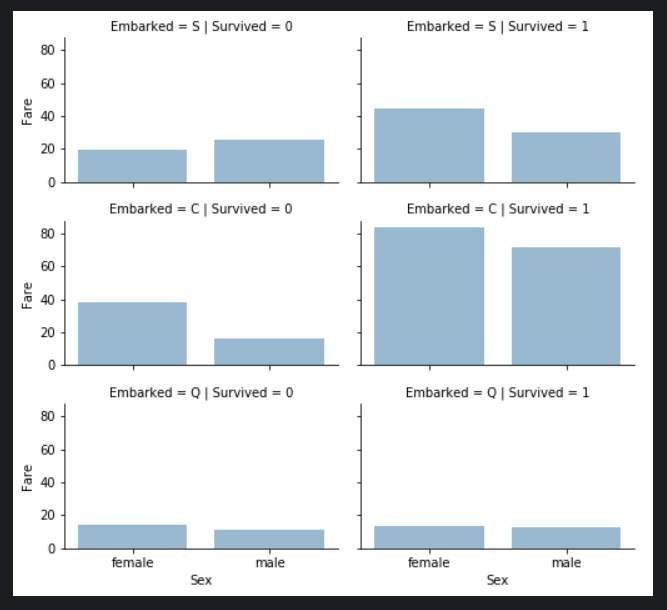 Embarked = S | Survived = 0
Embarked = S | Survived = 1
80
60
40
20
0
Fare
Embarked = C | Survived = 0
Embarked = C | Survived = 1
80
60
40
20
0
Fare
Embarked = Q | Survived = 0
Embarked = Q | Survived = 1
80
60
40
20
0
Fare
female male
female male
Sex
Sex